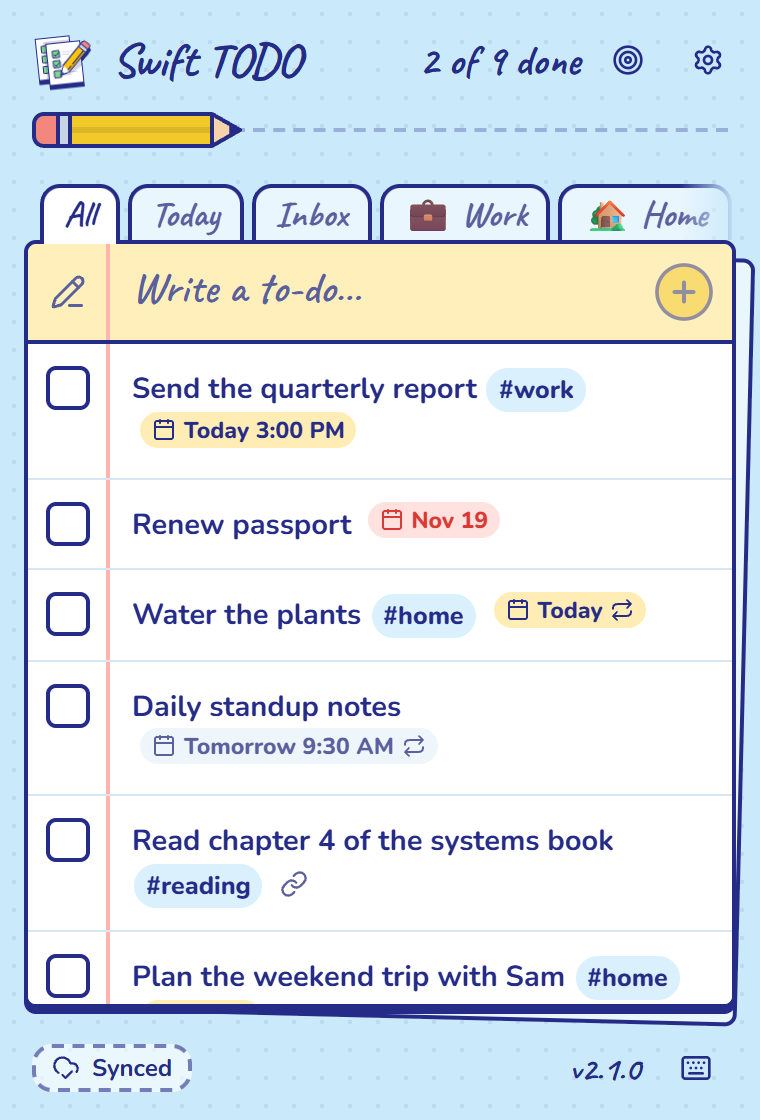 Swift TODO
2 of 9 done
All Today Inbox Work Home
Write a to-do...
Send the quarterly report #work
Today 3:00 PM
Renew passport Nov 19
Water the plants #home Today
Daily standup notes
Tomorrow 9:30 AM
Read chapter 4 of the systems book
#reading
Plan the weekend trip with Sam #home
Synced
v2.1.0